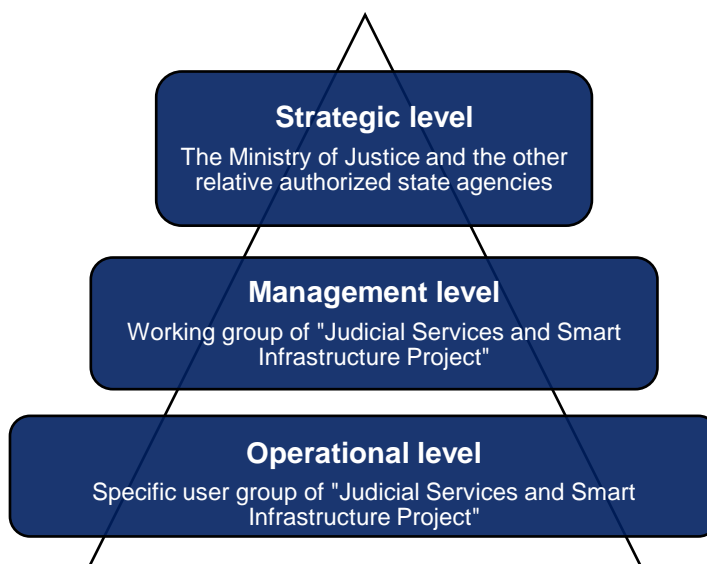 Strategic level
The Ministry of Justice and the other
relative authorized state agencies
Management level
Working group of "Judicial Services and Smart
Infrastructure Project"
Operational level
Specific user group of "Judicial Services and Smart
Infrastructure Project"